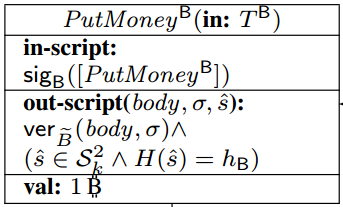 PutMoney^B(in: T^B)
in-script:
sig_B([PutMoney^B])
out-script(body, σ, ŝ):
ver_B̃(body, σ)∧
(ŝ ∈ S_k^2 ∧ H(ŝ) = h_B)
val: 1 ₿